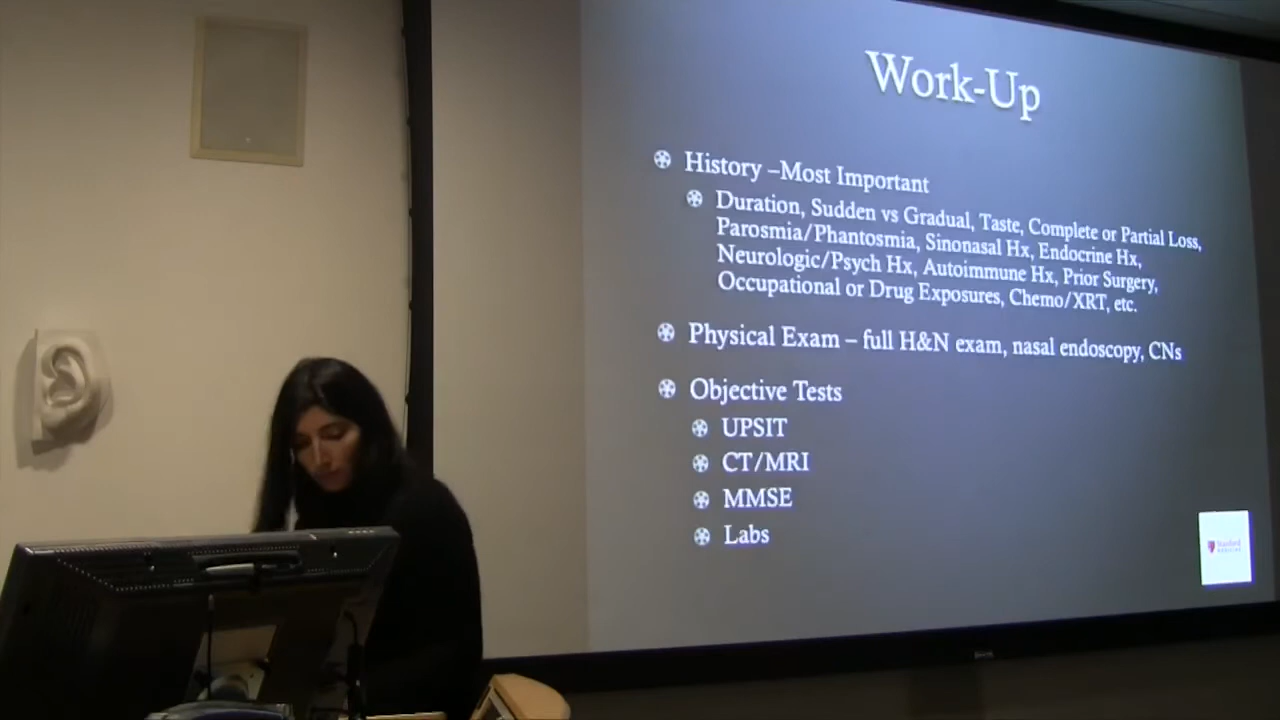 Work-Up
History –Most Important
Duration, Sudden vs Gradual, Taste, Complete or Partial Loss,
Parosmia/Phantosmia, Sinonasal Hx, Endocrine Hx,
Neurologic/Psych Hx, Autoimmune Hx, Prior Surgery,
Occupational or Drug Exposures, Chemo/XRT, etc.
Physical Exam – full H&N exam, nasal endoscopy, CNs
Objective Tests
UPSIT
CT/MRI
MMSE
Labs
Stanford
MEDICINE